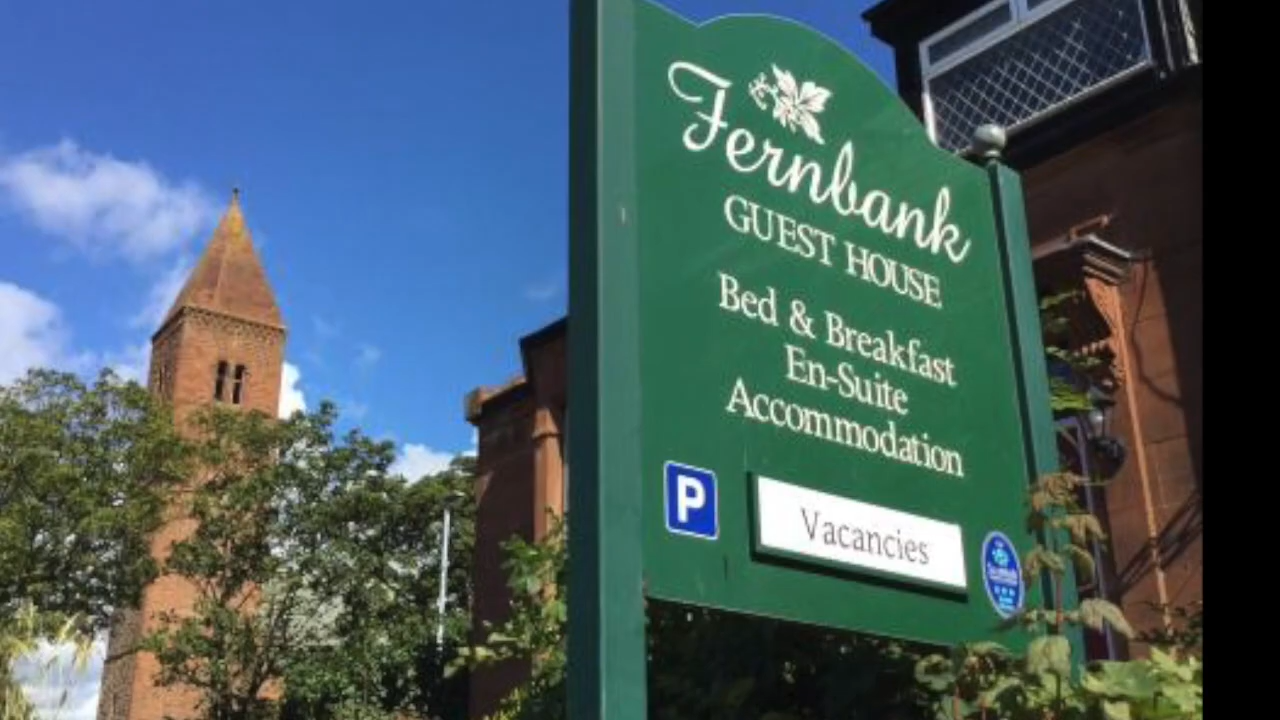 Fernbank
GUEST HOUSE
Bed & Breakfast
En-Suite
Accommodation
P
Vacancies